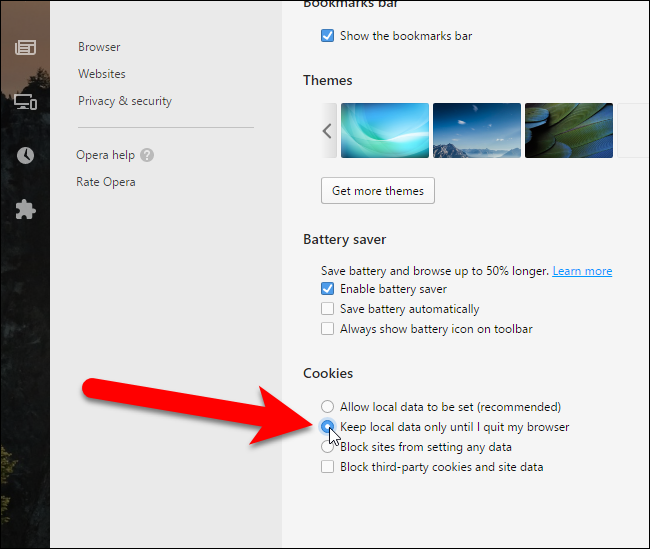 Bookmarks bar
Show the bookmarks bar
Browser
Websites
Privacy & security
Opera help ?
Rate Opera
Themes
Get more themes
Battery saver
Save battery and browse up to 50% longer. Learn more
Enable battery saver
Save battery automatically
Always show battery icon on toolbar
Cookies
Allow local data to be set (recommended)
Keep local data only until I quit my browser
Block sites from setting any data
Block third-party cookies and site data